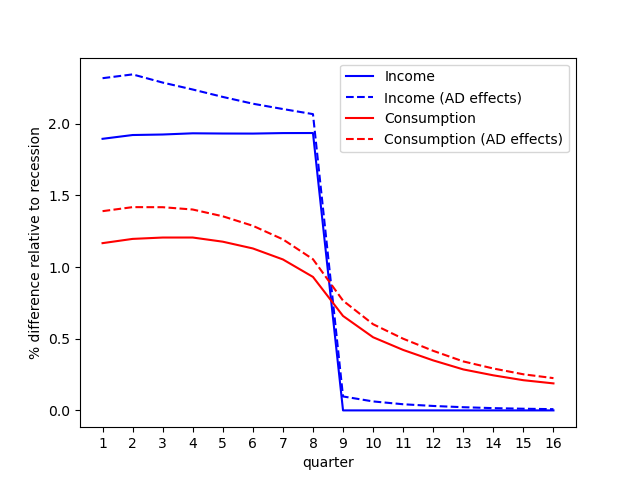 Income
Income (AD effects)
Consumption
Consumption (AD effects)
% difference relative to recession
2.0
1.5
1.0
0.5
0.0
1 2 3 4 5 6 7 8 9 10 11 12 13 14 15 16
quarter